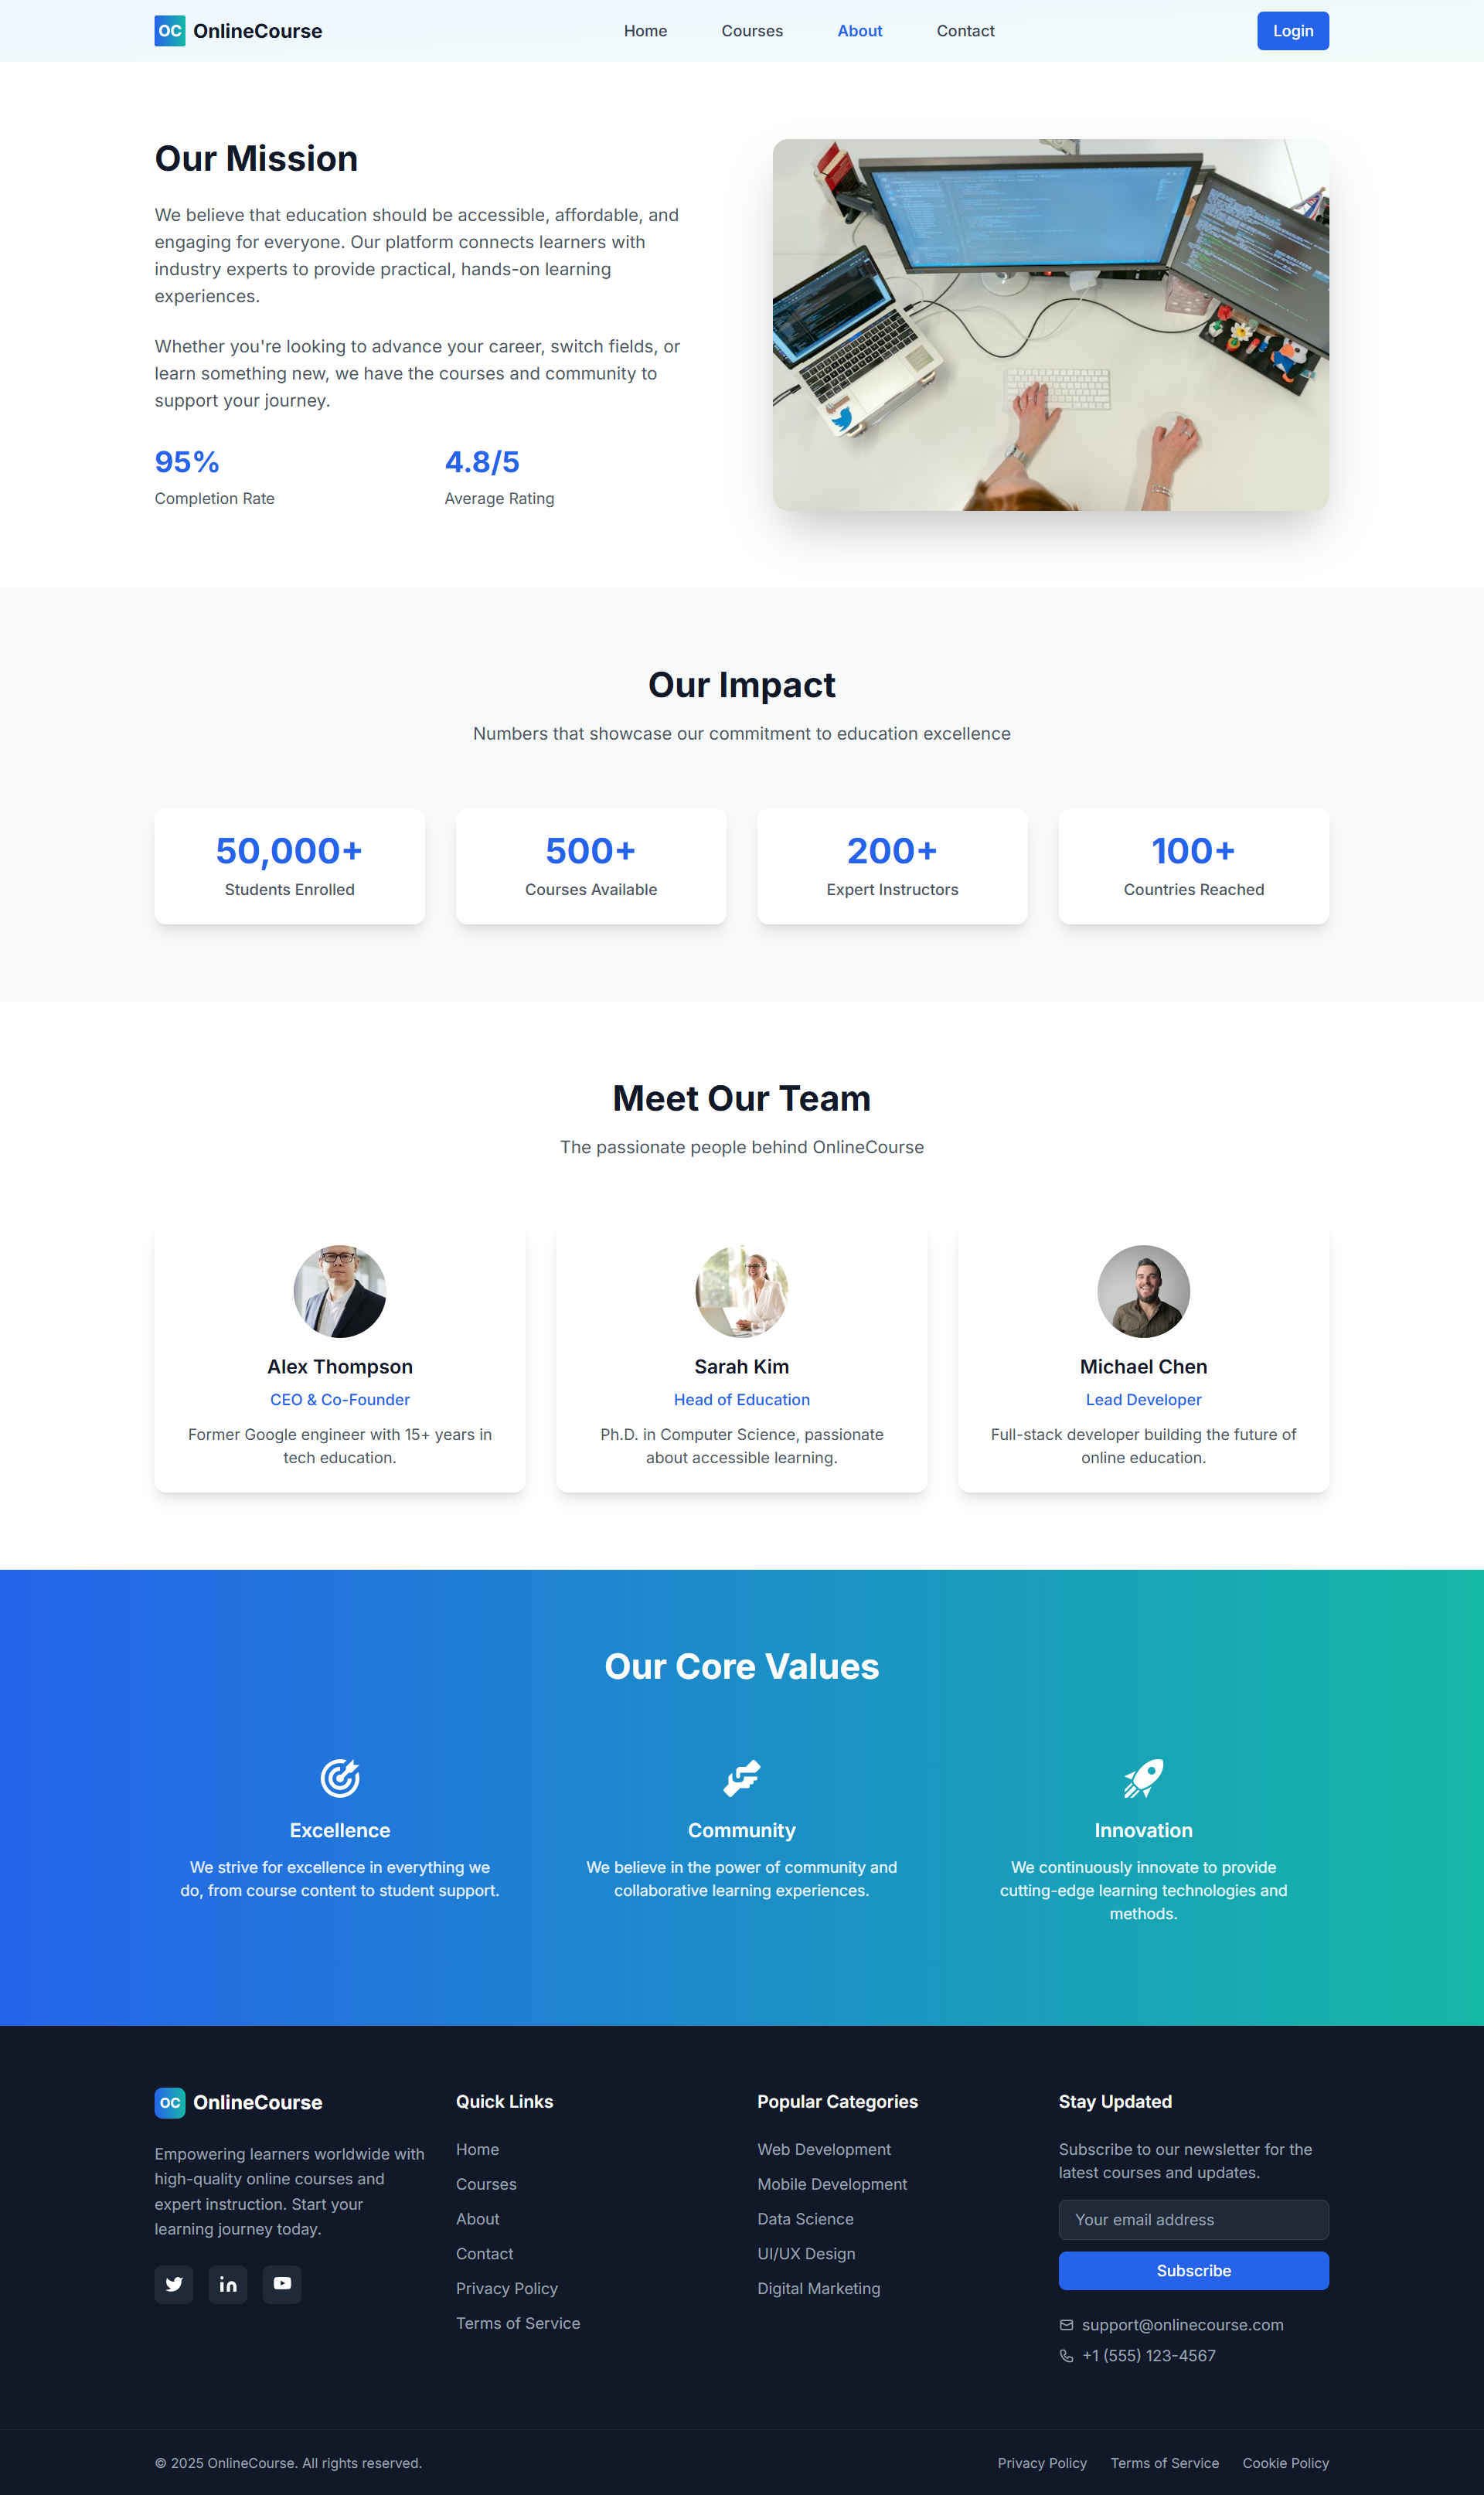 OC OnlineCourse
Home Courses About Contact
Login
Our Mission
We believe that education should be accessible, affordable, and
engaging for everyone. Our platform connects learners with
industry experts to provide practical, hands-on learning
experiences.
Whether you're looking to advance your career, switch fields, or
learn something new, we have the courses and community to
support your journey.
95%
Completion Rate
4.8/5
Average Rating
Our Impact
Numbers that showcase our commitment to education excellence
50,000+
Students Enrolled
500+
Courses Available
200+
Expert Instructors
100+
Countries Reached
Meet Our Team
The passionate people behind OnlineCourse
Alex Thompson
CEO & Co-Founder
Former Google engineer with 15+ years in
tech education.
Sarah Kim
Head of Education
Ph.D. in Computer Science, passionate
about accessible learning.
Michael Chen
Lead Developer
Full-stack developer building the future of
online education.
Our Core Values
Excellence
We strive for excellence in everything we
do, from course content to student support.
Community
We believe in the power of community and
collaborative learning experiences.
Innovation
We continuously innovate to provide
cutting-edge learning technologies and
methods.
OC OnlineCourse
Empowering learners worldwide with
high-quality online courses and
expert instruction. Start your
learning journey today.
Quick Links
Home
Courses
About
Contact
Privacy Policy
Terms of Service
Popular Categories
Web Development
Mobile Development
Data Science
UI/UX Design
Digital Marketing
Stay Updated
Subscribe to our newsletter for the
latest courses and updates.
Your email address
Subscribe
support@onlinecourse.com
+1 (555) 123-4567
© 2025 OnlineCourse. All rights reserved.
Privacy Policy Terms of Service Cookie Policy